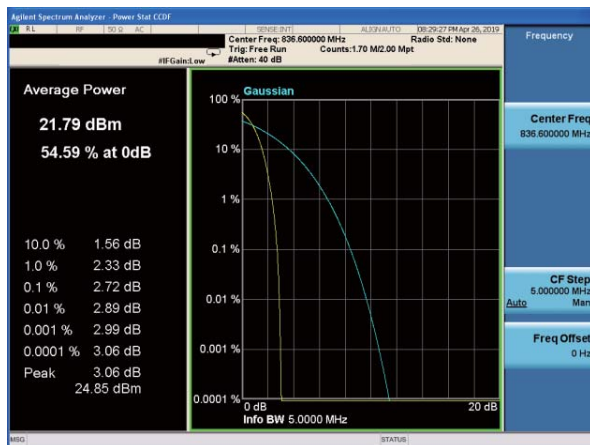 Agilent Spectrum Analyzer - Power Stat CCDF
RL RF 50 Ω AC SENSE:INT ALIGNAUTO 08:29:27 PM Apr 26, 2019
Center Freq: 836.600000 MHz Radio Std: None
Trig: Free Run Counts:1.70 M/2.00 Mpt
#IFGain:Low #Atten: 40 dB
Frequency
Average Power
21.79 dBm
54.59 % at 0dB
10.0 % 1.56 dB
1.0 % 2.33 dB
0.1 % 2.72 dB
0.01 % 2.89 dB
0.001 % 2.99 dB
0.0001 % 3.06 dB
Peak 3.06 dB
24.85 dBm
Gaussian
100 %
10 %
1 %
0.1 %
0.01 %
0.001 %
0.0001 %
0 dB 20 dB
Info BW 5.0000 MHz
Center Freq
836.600000 MHz
CF Step
5.000000 MHz
Auto Man
Freq Offset
0 Hz
MSG STATUS